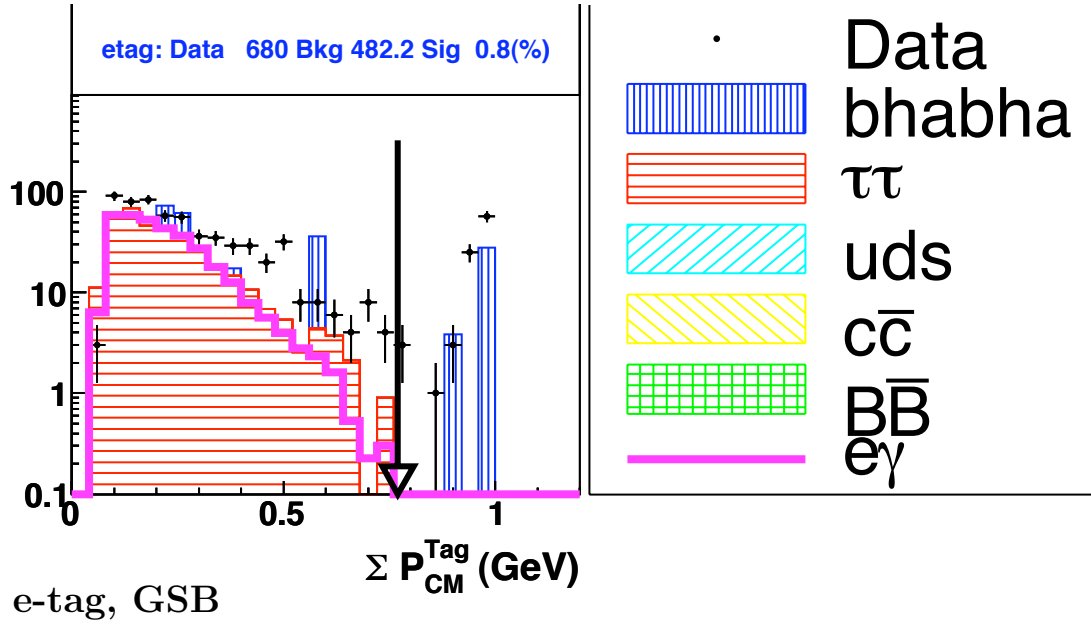 etag: Data 680 Bkg 482.2 Sig 0.8(%)
100
10
1
0.1
0 0.5 1
Σ P_CM^Tag (GeV)
e-tag, GSB
Data
bhabha
ττ
uds
cc̅
BB̅
eγ